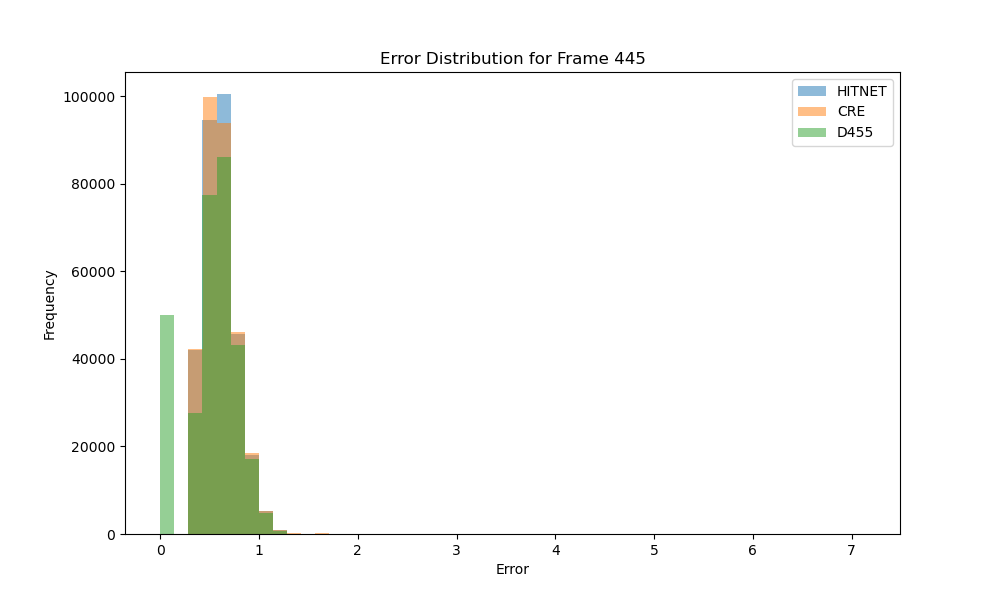 Error Distribution for Frame 445
HITNET
CRE
D455
100000
80000
60000
40000
20000
0
Frequency
0 1 2 3 4 5 6 7
Error